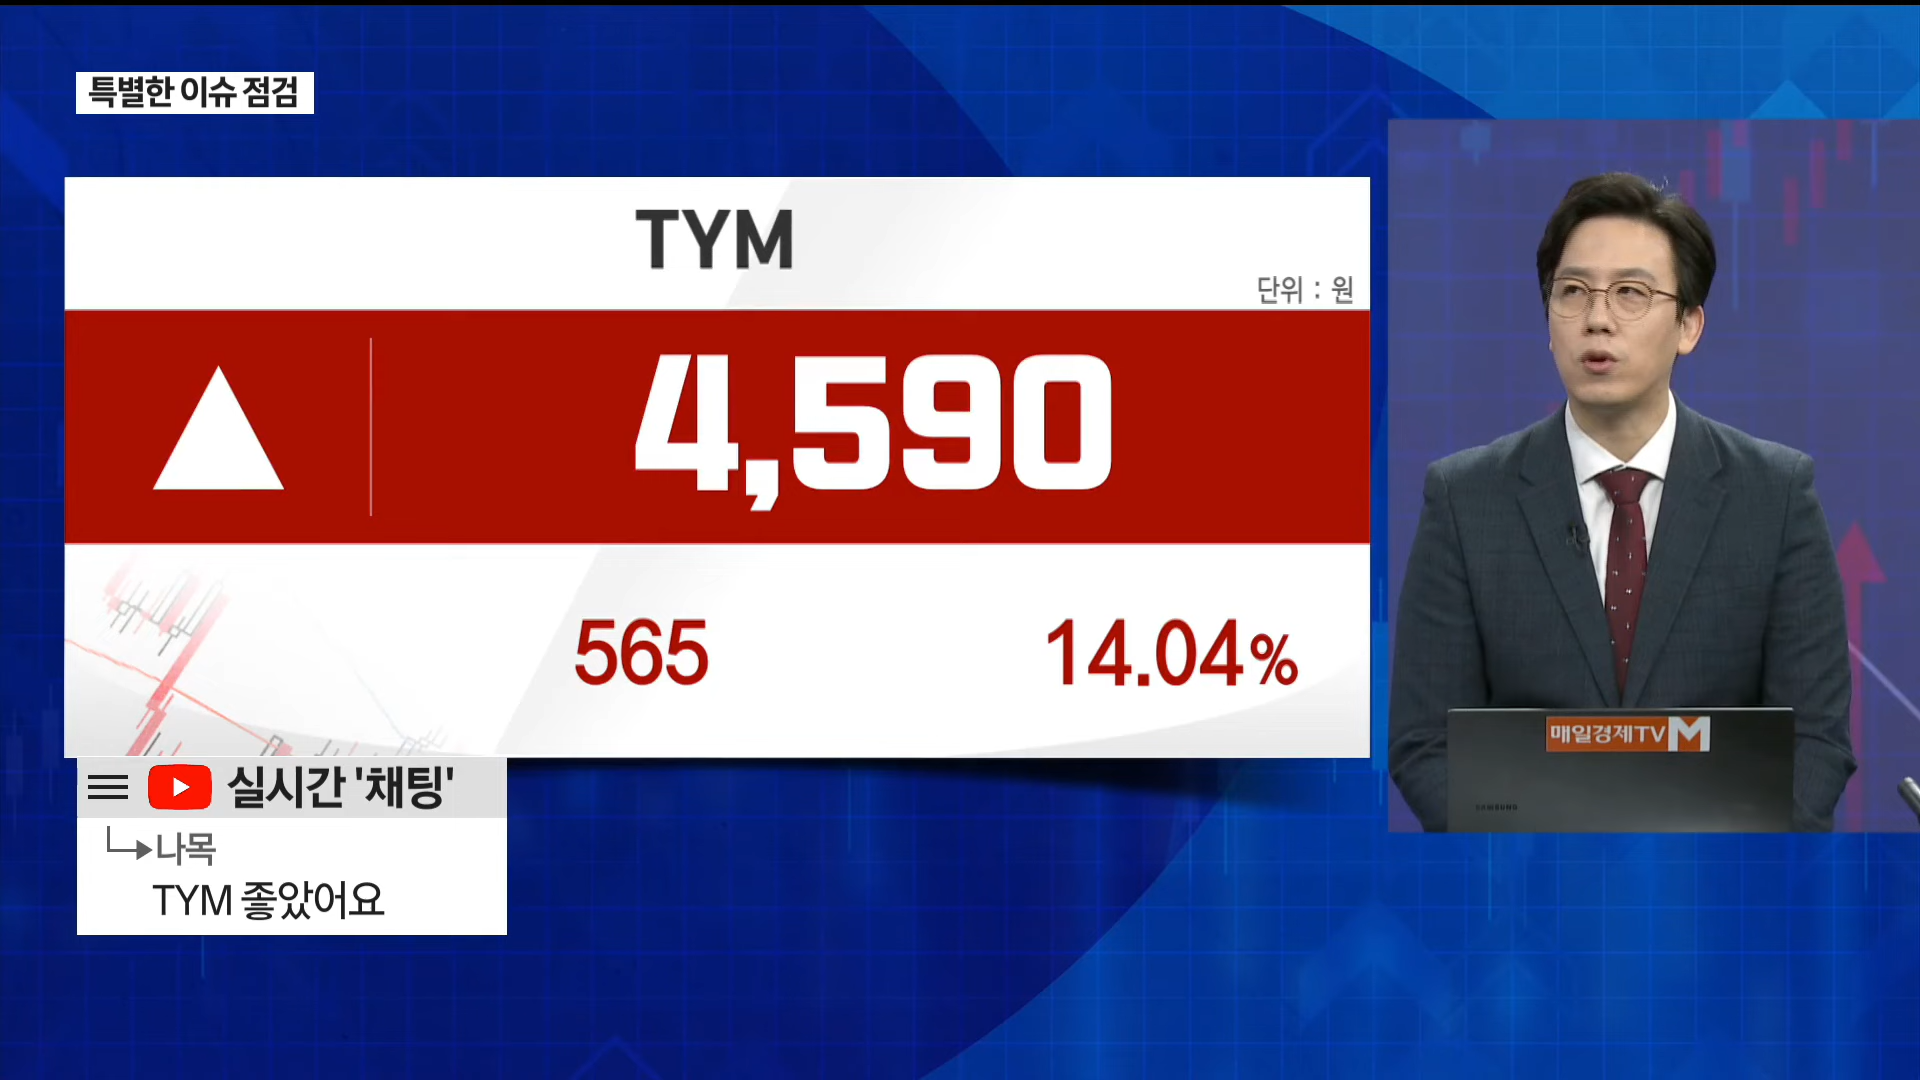 특별한 이슈 점검
TYM
단위 : 원
4,590
565
14.04%
실시간 '채팅'
나목
TYM 좋았어요
매일경제TV M
SAMSUNG